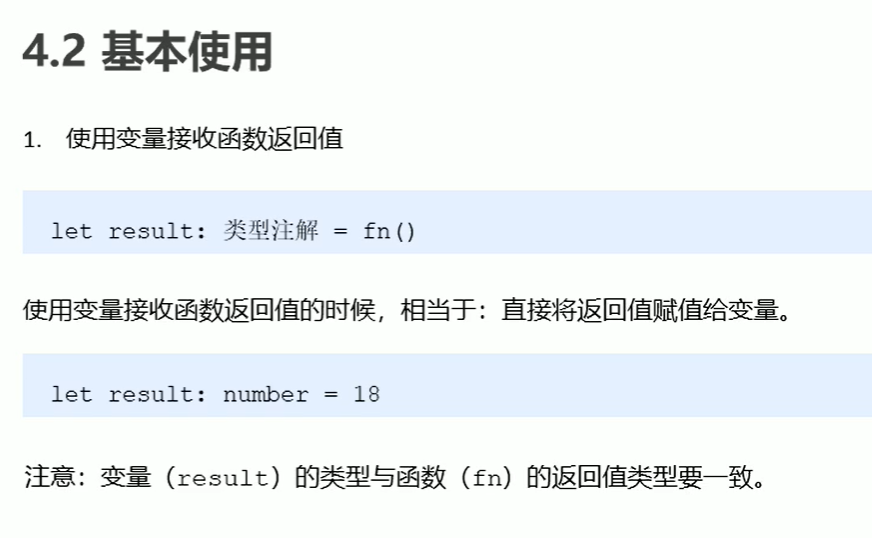 4.2 基本使用
1. 使用变量接收函数返回值
let result: 类型注解 = fn()
使用变量接收函数返回值的时候，相当于：直接将返回值赋值给变量。
let result: number = 18
注意：变量（result）的类型与函数（fn）的返回值类型要一致。